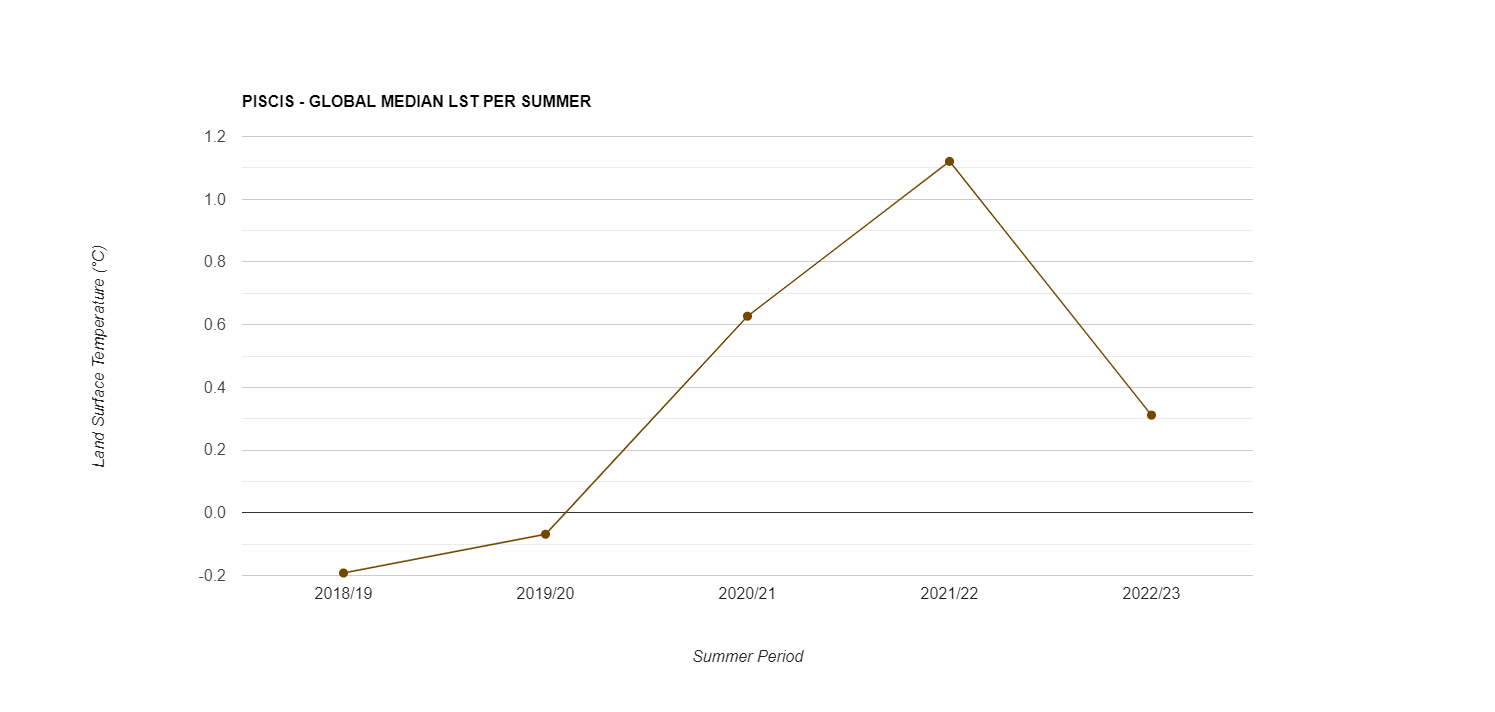 PISCIS - GLOBAL MEDIAN LST PER SUMMER
1.2
1.0
0.8
0.6
0.4
0.2
0.0
-0.2
Land Surface Temperature (°C)
2018/19 2019/20 2020/21 2021/22 2022/23
Summer Period